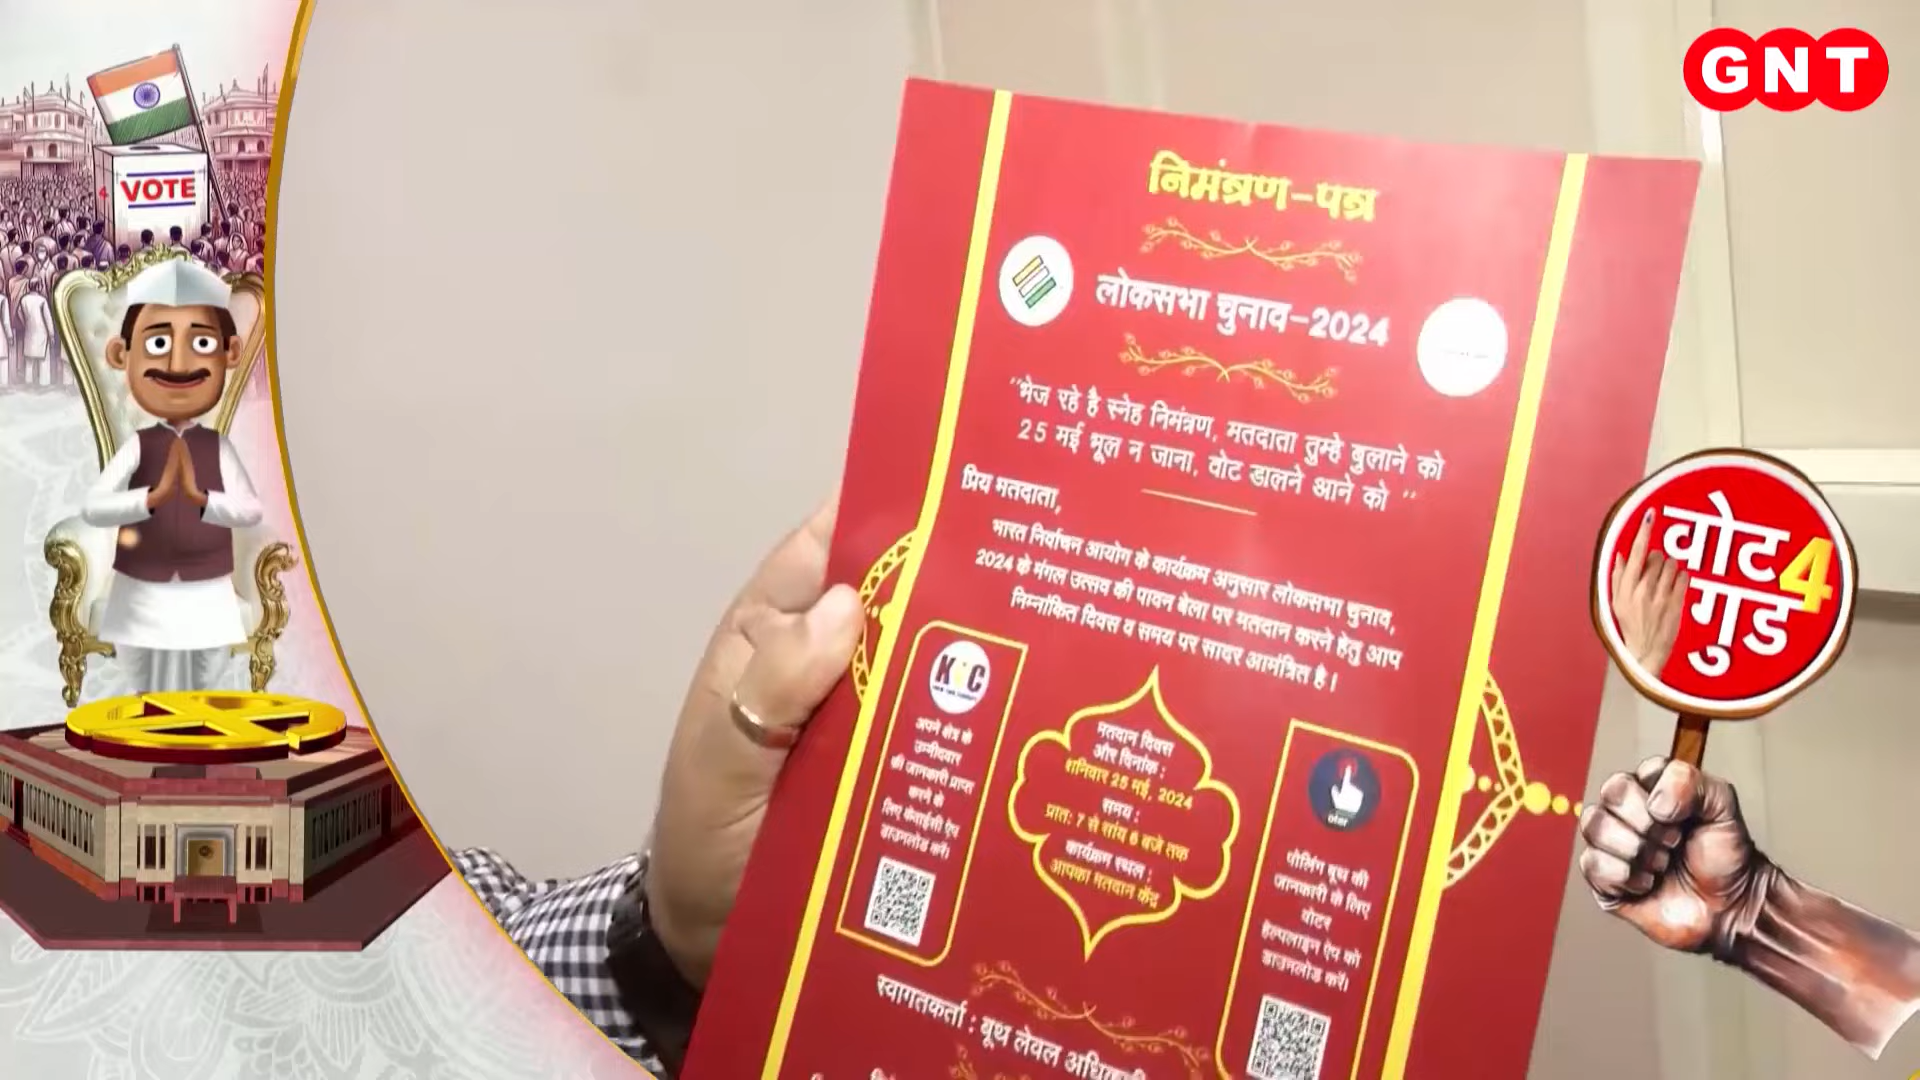 GNT
VOTE
निमंत्रण-पत्र
लोकसभा चुनाव-2024
"भेज रहे है स्नेह निमंत्रण, मतदाता तुम्हे बुलाने को
25 मई भूल न जाना, वोट डालने आने को "
प्रिय मतदाता,
भारत निर्वाचन आयोग के कार्यक्रम अनुसार लोकसभा चुनाव,
2024 के मंगल उत्सव की पावन बेला पर मतदान करने हेतु आप
निम्नांकित दिवस व समय पर सादर आमंत्रित है।
KYC
अपने क्षेत्र के
उम्मीदवार
की जानकारी प्राप्त
करने के
लिए केवाईसी ऐप
डाउनलोड करें।
मतदान दिवस
और दिनांक :
शनिवार 25 मई, 2024
समय :
प्रात: 7 से सांय 6 बजे तक
कार्यक्रम स्थल :
आपका मतदान केंद्र
पोलिंग बूथ की
जानकारी के लिए
वोटर
हेल्पलाइन ऐप को
डाउनलोड करें।
स्वागतकर्ता : बूथ लेवल
वोट 4
गुड